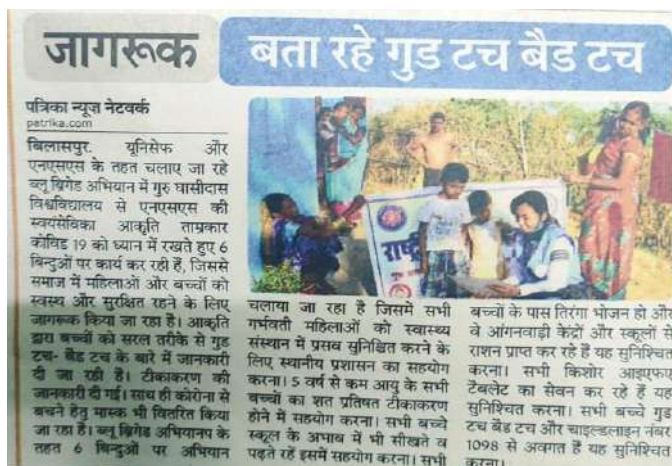 जागरूक
बता रहे गुड टच बैड टच
पत्रिका न्यूज नेटवर्क
patrika.com
बिलासपुर. यूनिसेफ और
एनएसएस के तहत चलाए जा रहे
ब्लू ब्रिगेड अभियान में गुरु घासीदास
विश्वविद्यालय से एनएसएस की
स्वयंसेविका आकृति ताम्रकार
कोविड 19 को ध्यान में रखते हुए 6
बिन्दुओं पर कार्य कर रही हैं, जिससे
समाज में महिलाओं और बच्चों को
स्वस्थ और सुरक्षित रहने के लिए
जागरूक किया जा रहा है। आकृति
द्वारा बच्चों को सरल तरीके से गुड
टच- बैड टच के बारे में जानकारी
दी जा रही है। टीकाकरण की
जानकारी दी गई। साथ ही कोरोना से
बचने हेतु मास्क भी वितरित किया
जा रहा है। ब्लू ब्रिगेड अभियानप के
तहत 6 बिन्दुओं पर अभियान
राष्ट्री
चलाया जा रहा है जिसमें सभी
गर्भवती महिलाओं को स्वास्थ्य
संस्थान में प्रसव सुनिश्चित करने के
लिए स्थानीय प्रशासन का सहयोग
करना। 5 वर्ष से कम आयु के सभी
बच्चों का शत प्रतिषत टीकाकरण
होने में सहयोग करना। सभी बच्चे
स्कूल के अभाब में भी सीखते व
पढ़ते रहें इसमें सहयोग करना। सभी
बच्चों के पास तिरंगा भोजन हो और
वे आंगनवाड़ी केंद्रों और स्कूलों से
राशन प्राप्त कर रहे है यह सुनिश्चित
करना। सभी किशोर आइएफए
टैबलेट का सेवन कर रहे हैं यह
सुनिश्चित करना। सभी बच्चे गुड
टच बैड टच और चाइल्डलाइन नंबर
1098 से अवगत हैं यह सुनिश्चित
करना।